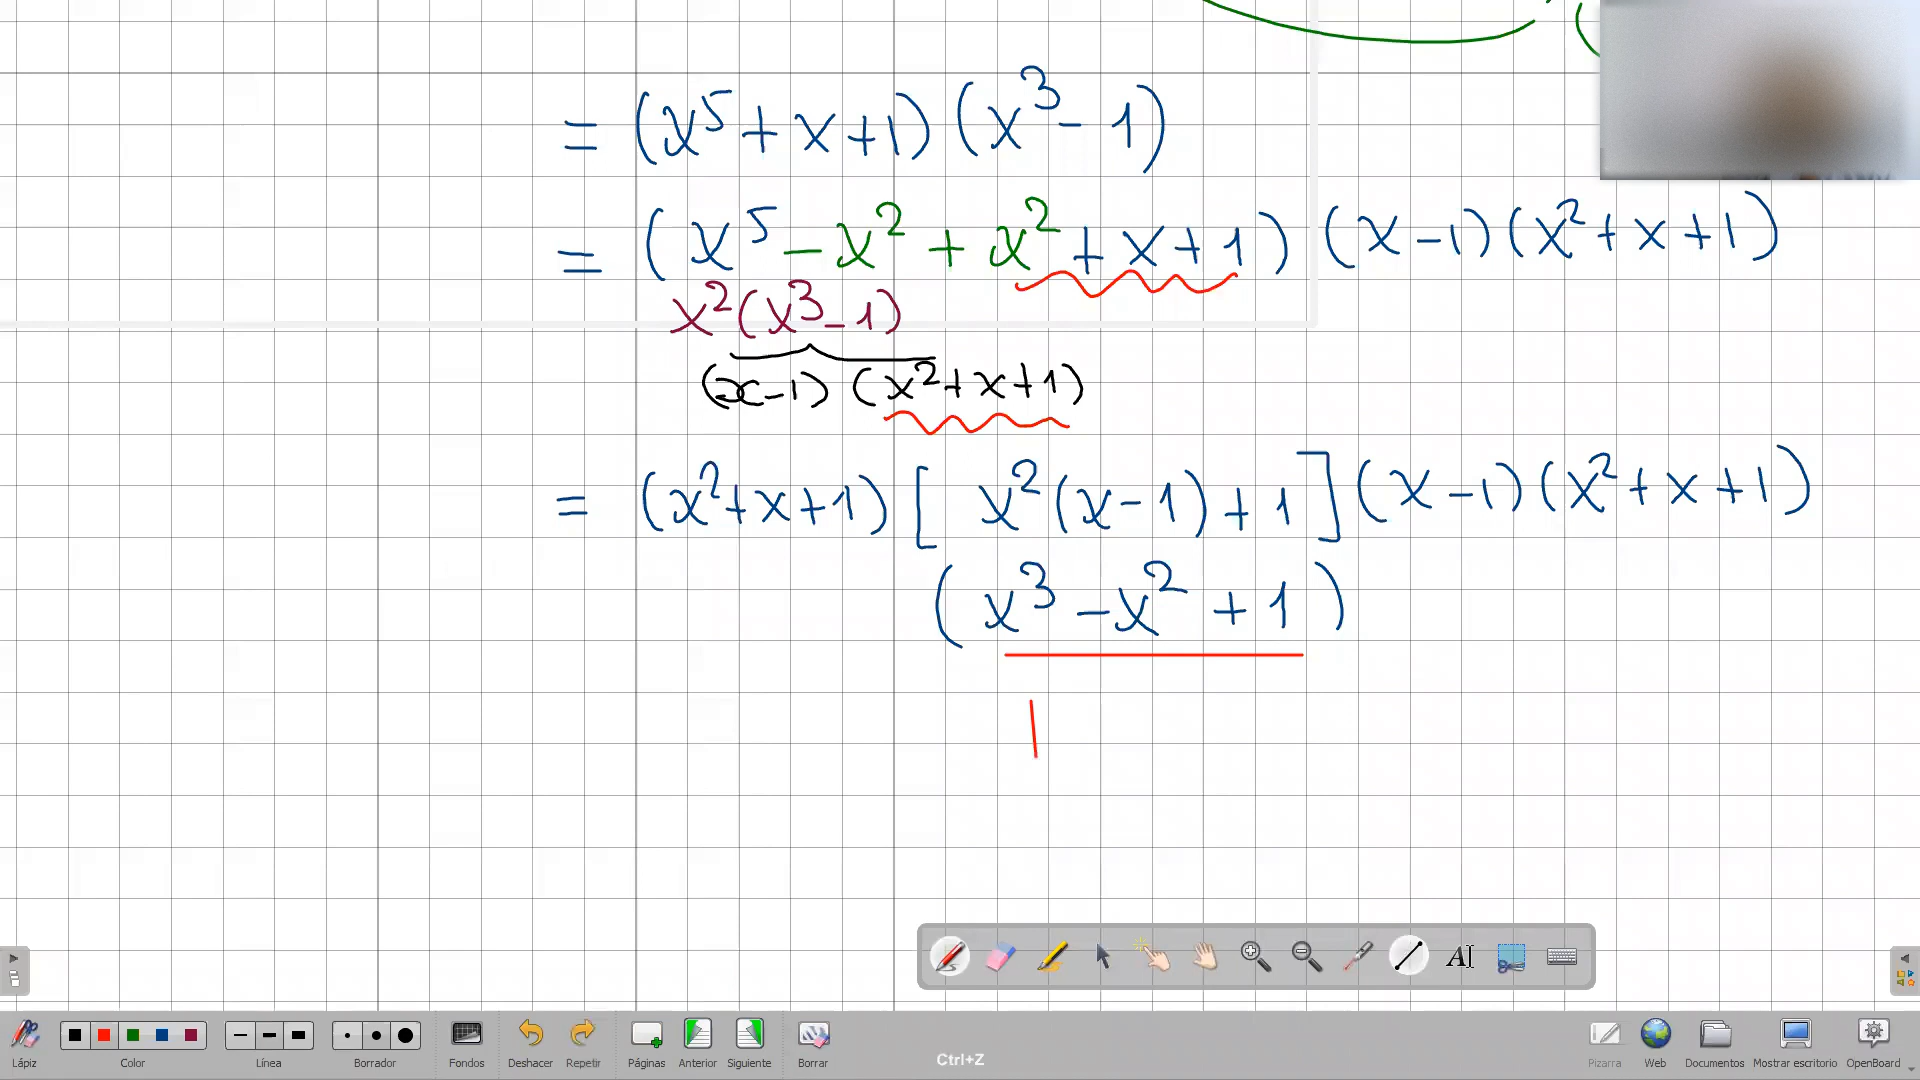 = (x⁵ + x + 1) (x³ - 1)
= (x⁵ - x² + x² + x + 1) (x - 1) (x² + x + 1)
x² (x³ - 1)
(x - 1) (x² + x + 1)
= (x² + x + 1) [ x² (x - 1) + 1 ] (x - 1) (x² + x + 1)
( x³ - x² + 1 )
A
Lápiz
Color
Línea
Borrador
Fondos
Deshacer
Repetir
Páginas
Anterior
Siguiente
Borrar
Ctrl+Z
Pizarra
Web
Documentos
Mostrar escritorio
OpenBoard